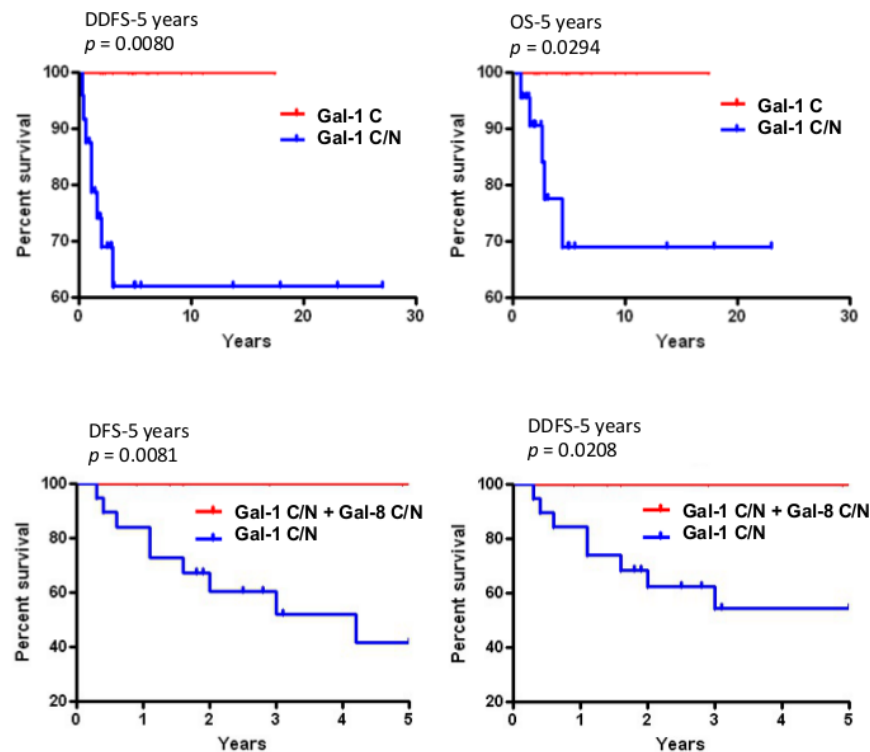 DDFS-5 years
p = 0.0080
100
90
80
70
60
0
10
20
30
Percent survival
Years
Gal-1 C
Gal-1 C/N
OS-5 years
p = 0.0294
100
90
80
70
60
0
10
20
30
Percent survival
Years
Gal-1 C
Gal-1 C/N
DFS-5 years
p = 0.0081
100
80
60
40
20
0
1
2
3
4
5
Percent survival
Years
Gal-1 C/N + Gal-8 C/N
Gal-1 C/N
DDFS-5 years
p = 0.0208
100
80
60
40
20
0
1
2
3
4
5
Percent survival
Years
Gal-1 C/N + Gal-8 C/N
Gal-1 C/N